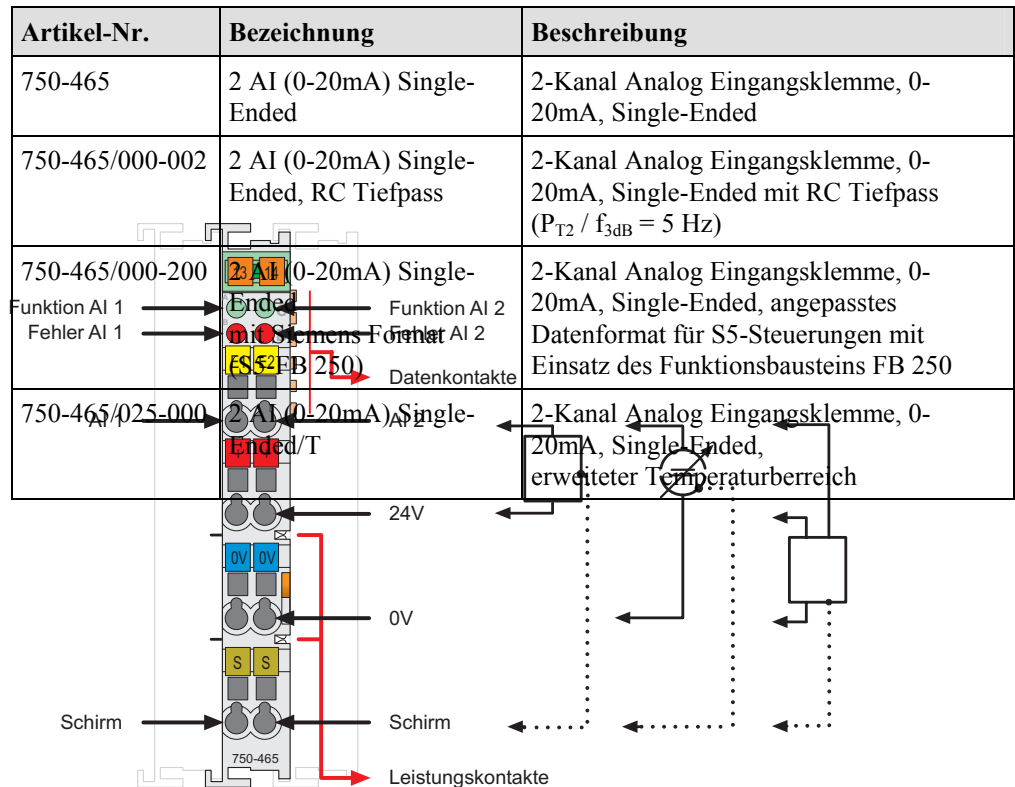 Artikel-Nr.
Bezeichnung
Beschreibung
750-465
2 AI (0-20mA) Single-
Ended
2-Kanal Analog Eingangsklemme, 0-
20mA, Single-Ended
750-465/000-002
2 AI (0-20mA) Single-
Ended, RC Tiefpass
2-Kanal Analog Eingangsklemme, 0-
20mA, Single-Ended mit RC Tiefpass
(PT2 / f3dB = 5 Hz)
750-465/000-200
2 AI (0-20mA) Single-
Ended
mit Siemens Format
(S5-FB 250)
2-Kanal Analog Eingangsklemme, 0-
20mA, Single-Ended, angepasstes
Datenformat für S5-Steuerungen mit
Einsatz des Funktionsbausteins FB 250
750-465/025-000
2 AI (0-20mA) Single-
Ended/T
2-Kanal Analog Eingangsklemme, 0-
20mA, Single-Ended,
erweiteter Temperaturberreich
13 14
Funktion AI 1
Funktion AI 2
Fehler AI 1
Fehler AI 2
E2
Datenkontakte
AI 1
AI 2
24V
0V 0V
0V
S S
Schirm
Schirm
750-465
Leistungskontakte